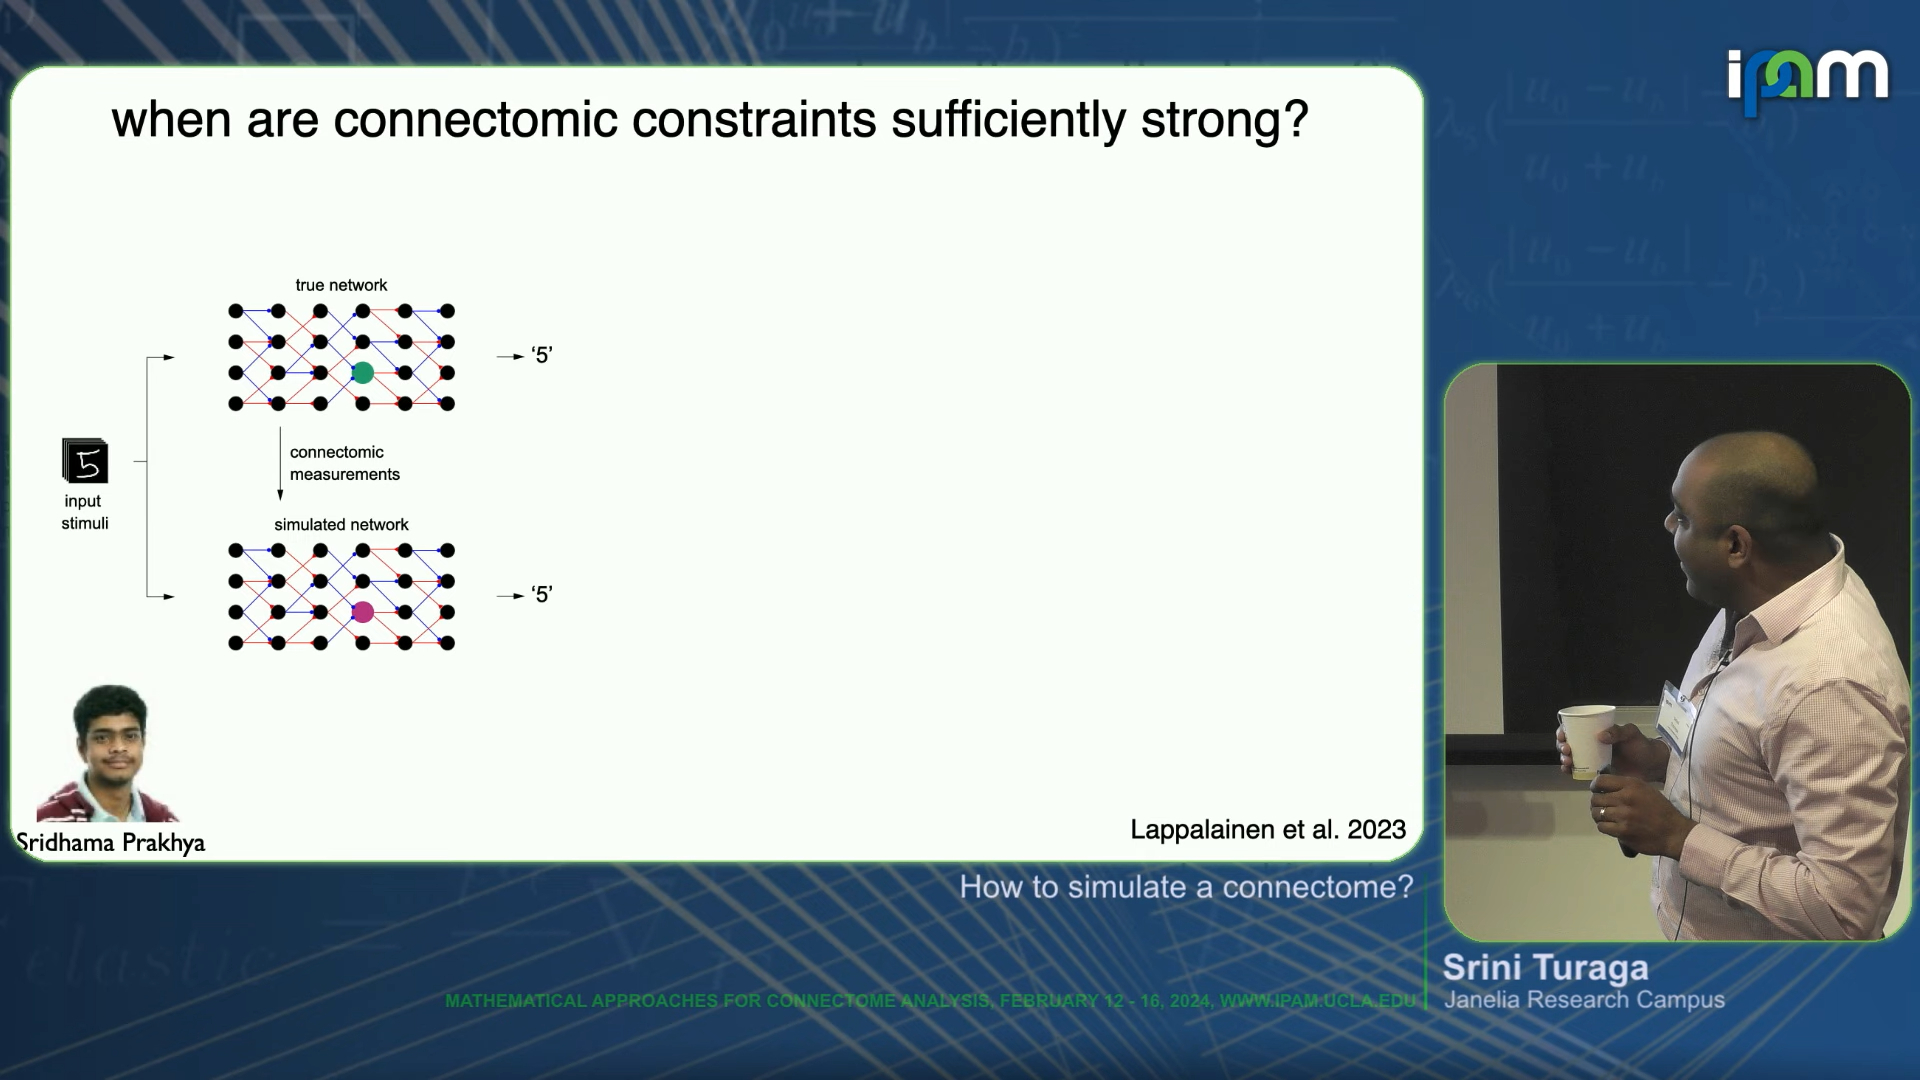 ipam
when are connectomic constraints sufficiently strong?
true network
‘5’
connectomic
measurements
5
input
stimuli
simulated network
‘5’
Sridhama Prakhya
Lappalainen et al. 2023
How to simulate a connectome?
Srini Turaga
Janelia Research Campus
MATHEMATICAL APPROACHES FOR CONNECTOME ANALYSIS, FEBRUARY 12 - 16, 2024, WWW.IPAM.UCLA.EDU
elastic